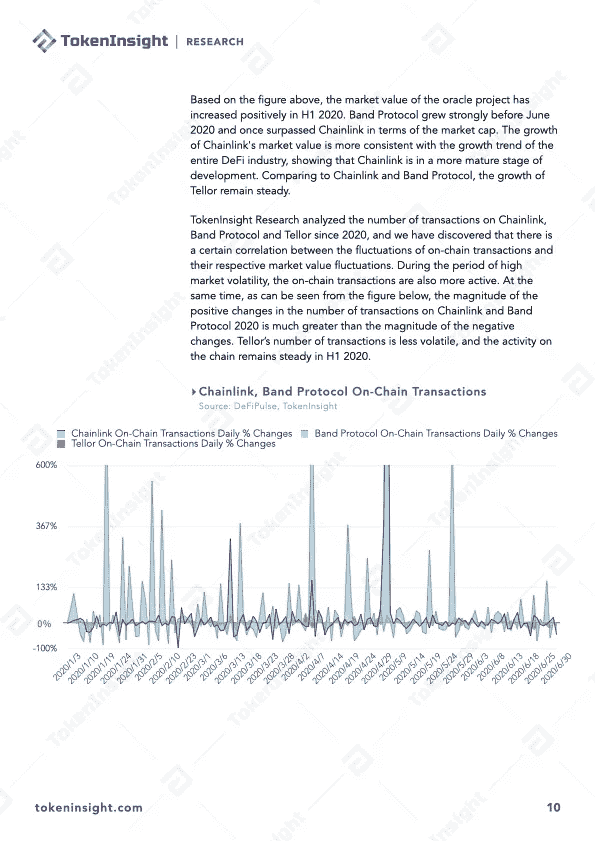 TokenInsight | RESEARCH
Based on the figure above, the market value of the oracle project has
increased positively in H1 2020. Band Protocol grew strongly before June
2020 and once surpassed Chainlink in terms of the market cap. The growth
of Chainlink's market value is more consistent with the growth trend of the
entire DeFi industry, showing that Chainlink is in a more mature stage of
development. Comparing to Chainlink and Band Protocol, the growth of
Tellor remain steady.
TokenInsight Research analyzed the number of transactions on Chainlink,
Band Protocol and Tellor since 2020, and we have discovered that there is
a certain correlation between the fluctuations of on-chain transactions and
their respective market value fluctuations. During the period of high
market volatility, the on-chain transactions are also more active. At the
same time, as can be seen from the figure below, the magnitude of the
positive changes in the number of transactions on Chainlink and Band
Protocol 2020 is much greater than the magnitude of the negative
changes. Tellor's number of transactions is less volatile, and the activity on
the chain remains steady in H1 2020.
Chainlink, Band Protocol On-Chain Transactions
Source: DeFiPulse, TokenInsight
Chainlink On-Chain Transactions Daily % Changes Band Protocol On-Chain Transactions Daily % Changes
Tellor On-Chain Transactions Daily % Changes
600%
367%
133%
0%
-100%
2020/1/3 2020/1/10 2020/1/19 2020/1/24 2020/1/31 2020/2/5 2020/2/10 2020/2/23 2020/3/1 2020/3/6 2020/3/13 2020/3/18 2020/3/23 2020/3/28 2020/4/2 2020/4/7 2020/4/14 2020/4/19 2020/4/24 2020/4/29 2020/5/9 2020/5/14 2020/5/19 2020/5/24 2020/5/29 2020/6/3 2020/6/8 2020/6/13 2020/6/18 2020/6/25 2020/6/30
tokeninsight.com
10